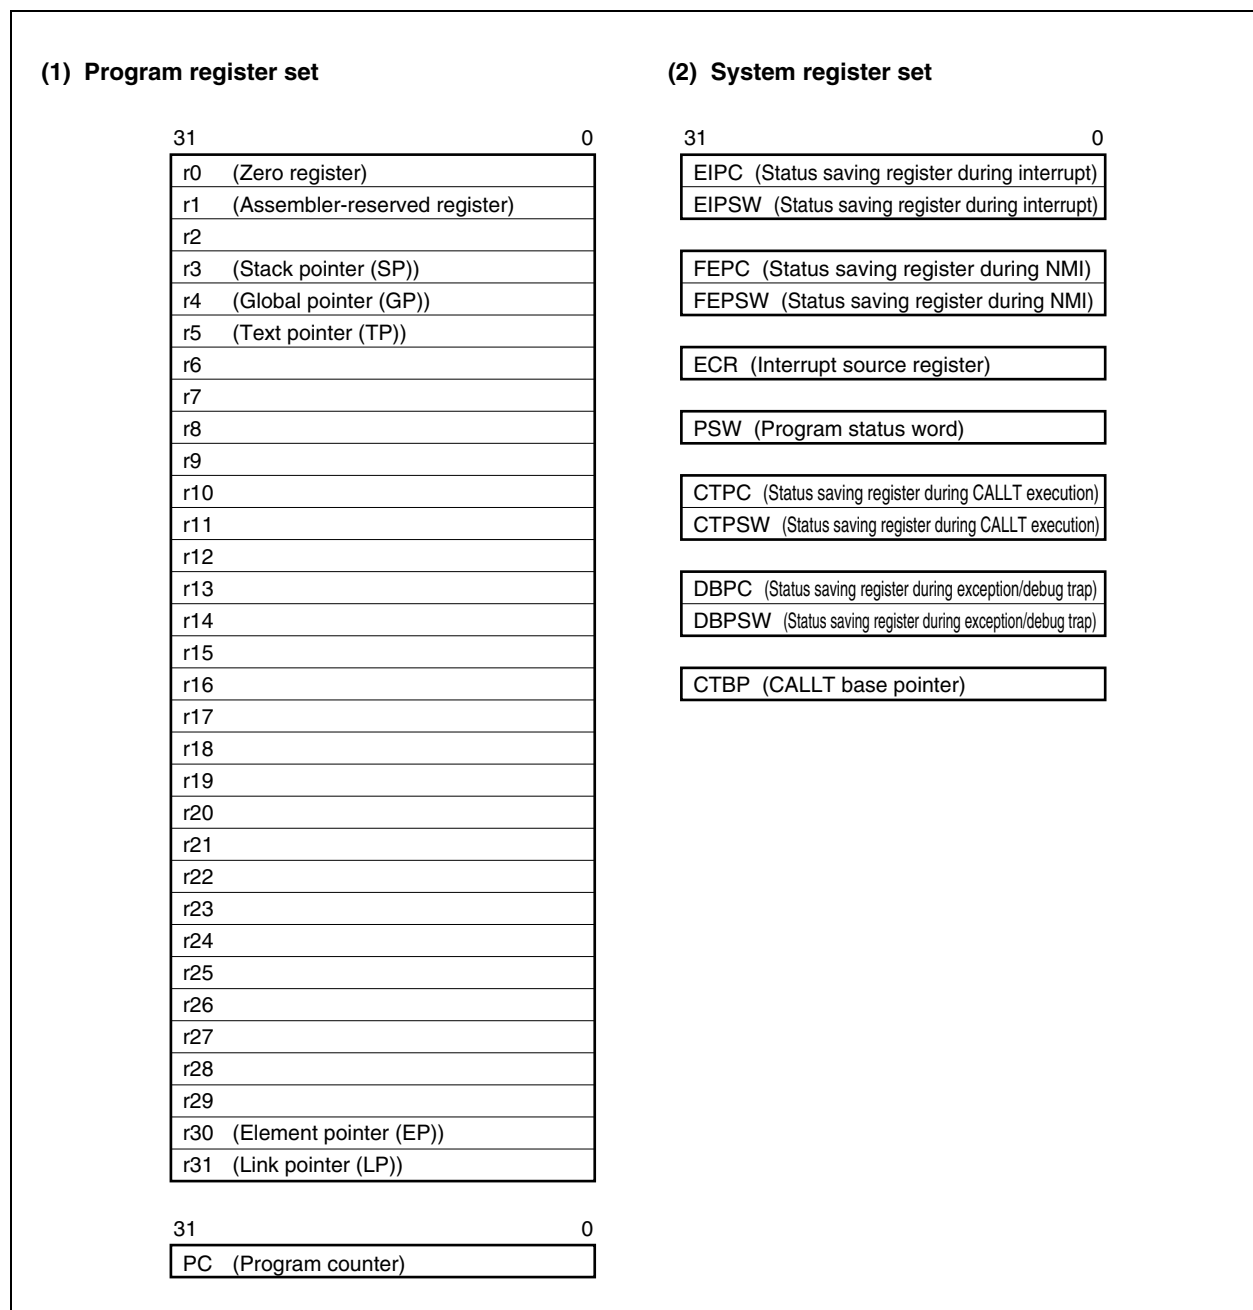 (1) Program register set
31 0
r0 (Zero register)
r1 (Assembler-reserved register)
r2
r3 (Stack pointer (SP))
r4 (Global pointer (GP))
r5 (Text pointer (TP))
r6
r7
r8
r9
r10
r11
r12
r13
r14
r15
r16
r17
r18
r19
r20
r21
r22
r23
r24
r25
r26
r27
r28
r29
r30 (Element pointer (EP))
r31 (Link pointer (LP))
31 0
PC (Program counter)
(2) System register set
31 0
EIPC (Status saving register during interrupt)
EIPSW (Status saving register during interrupt)
FEPC (Status saving register during NMI)
FEPSW (Status saving register during NMI)
ECR (Interrupt source register)
PSW (Program status word)
CTPC (Status saving register during CALLT execution)
CTPSW (Status saving register during CALLT execution)
DBPC (Status saving register during exception/debug trap)
DBPSW (Status saving register during exception/debug trap)
CTBP (CALLT base pointer)